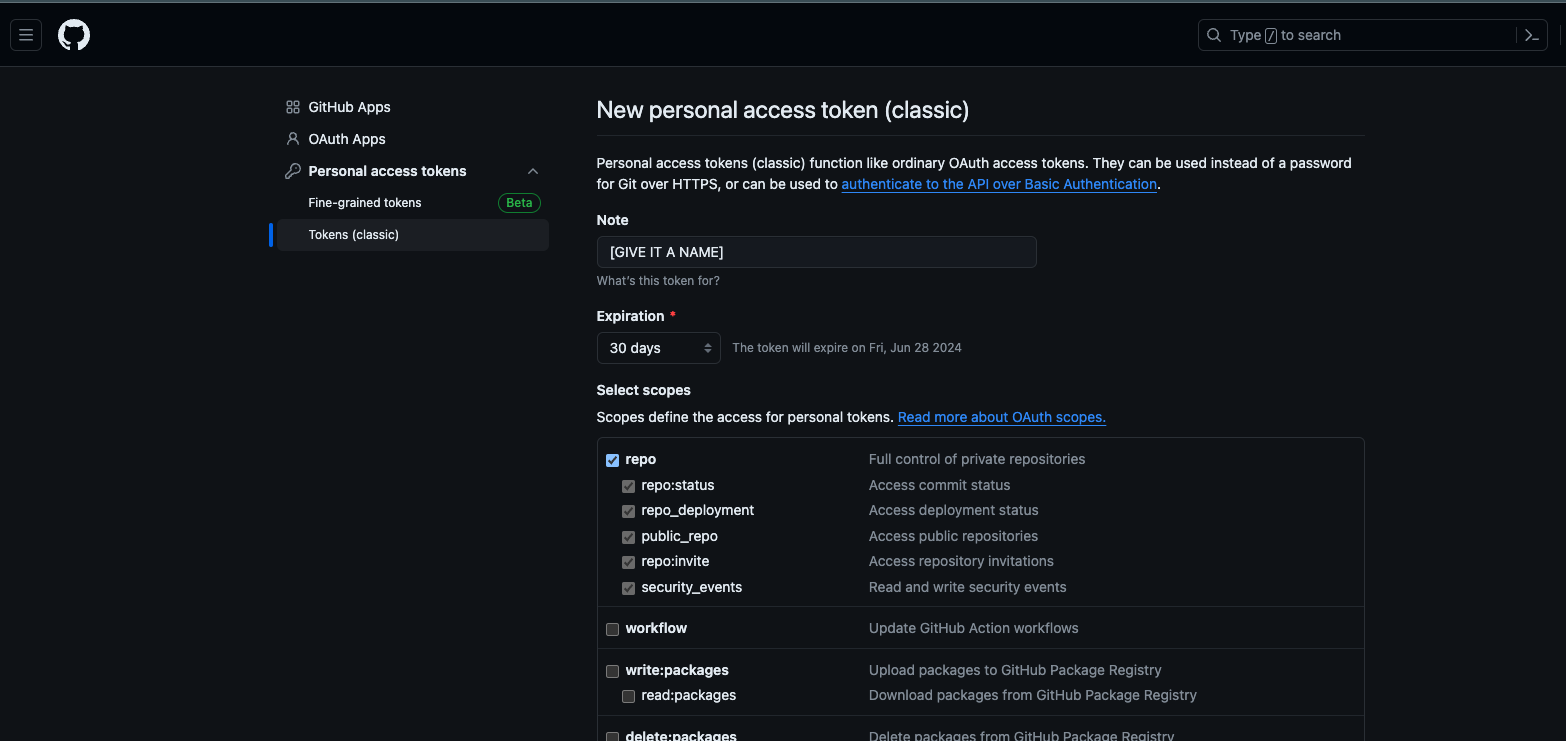 Type / to search
GitHub Apps
OAuth Apps
Personal access tokens
Fine-grained tokens Beta
Tokens (classic)
New personal access token (classic)
Personal access tokens (classic) function like ordinary OAuth access tokens. They can be used instead of a password
for Git over HTTPS, or can be used to authenticate to the API over Basic Authentication.
Note
[GIVE IT A NAME]
What's this token for?
Expiration *
30 days The token will expire on Fri, Jun 28 2024
Select scopes
Scopes define the access for personal tokens. Read more about OAuth scopes.
repo Full control of private repositories
repo:status Access commit status
repo_deployment Access deployment status
public_repo Access public repositories
repo:invite Access repository invitations
security_events Read and write security events
workflow Update GitHub Action workflows
write:packages Upload packages to GitHub Package Registry
read:packages Download packages from GitHub Package Registry
delete:packages Delete packages from GitHub Package Registry